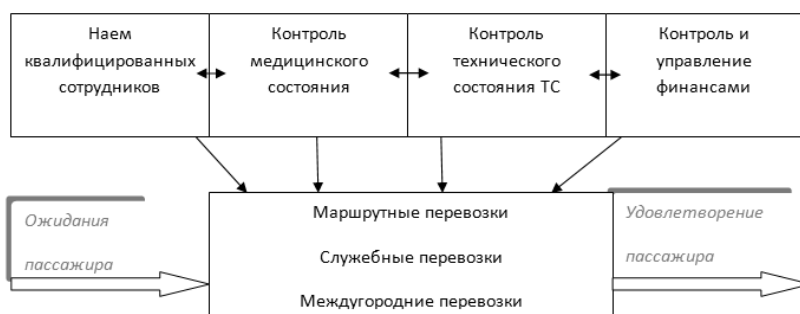 Наем
квалифицированных
сотрудников
Контроль
медицинского
состояния
Контроль
технического
состояния ТС
Контроль и
управление
финансами
Ожидания
пассажира
Маршрутные перевозки
Служебные перевозки
Междугородние перевозки
Удовлетворение
пассажира